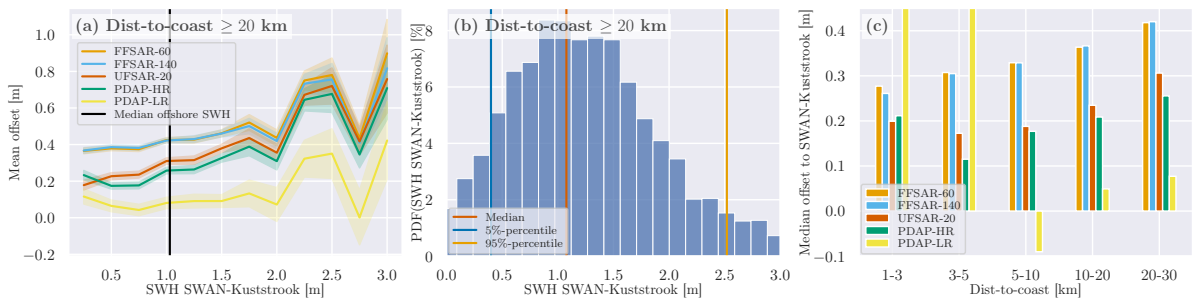 (a) Dist-to-coast ≥ 20 km
Mean offset [m]
1.0
0.8
0.6
0.4
0.2
0.0
−0.2
FFSAR-60
FFSAR-140
UFSAR-20
PDAP-HR
PDAP-LR
Median offshore SWH
0.5
1.0
1.5
2.0
2.5
3.0
SWH SWAN-Kuststrook [m]
(b) Dist-to-coast ≥ 20 km
PDF(SWH SWAN-Kuststrook) [%]
8
6
4
2
0
Median
5%-percentile
95%-percentile
0.0
0.5
1.0
1.5
2.0
2.5
3.0
SWH SWAN-Kuststrook [m]
(c)
Median offset to SWAN-Kuststrook [m]
0.4
0.3
0.2
0.1
0.0
−0.1
FFSAR-60
FFSAR-140
UFSAR-20
PDAP-HR
PDAP-LR
1-3
3-5
5-10
10-20
20-30
Dist-to-coast [km]